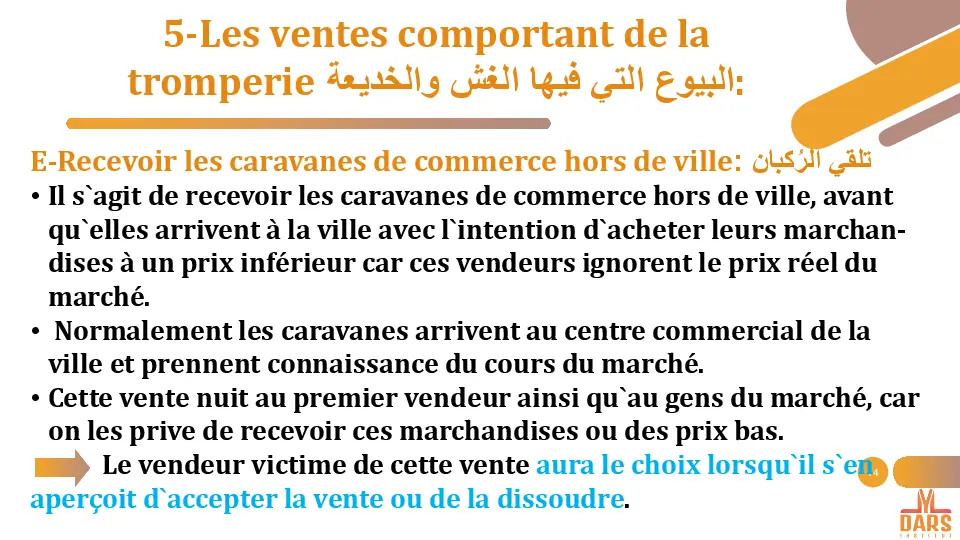 5-Les ventes comportant de la
tromperie البيوع التي فيها الغش والخديعة:
E-Recevoir les caravanes de commerce hors de ville: تلقي الرُكبان
• Il s`agit de recevoir les caravanes de commerce hors de ville, avant
qu`elles arrivent à la ville avec l`intention d`acheter leurs marchan-
dises à un prix inférieur car ces vendeurs ignorent le prix réel du
marché.
• Normalement les caravanes arrivent au centre commercial de la
ville et prennent connaissance du cours du marché.
• Cette vente nuit au premier vendeur ainsi qu`au gens du marché, car
on les prive de recevoir ces marchandises ou des prix bas.
Le vendeur victime de cette vente aura le choix lorsqu`il s`en
aperçoit d`accepter la vente ou de la dissoudre.
DARS
INSTITUT